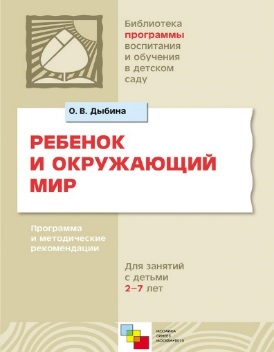 Библиотека
программы
воспитания
и обучения
в детском
саду
О. В. Дыбина
РЕБЕНОК
И ОКРУЖАЮЩИЙ
МИР
Программа
и методические
рекомендации
Для занятий
с детьми
2–7 лет